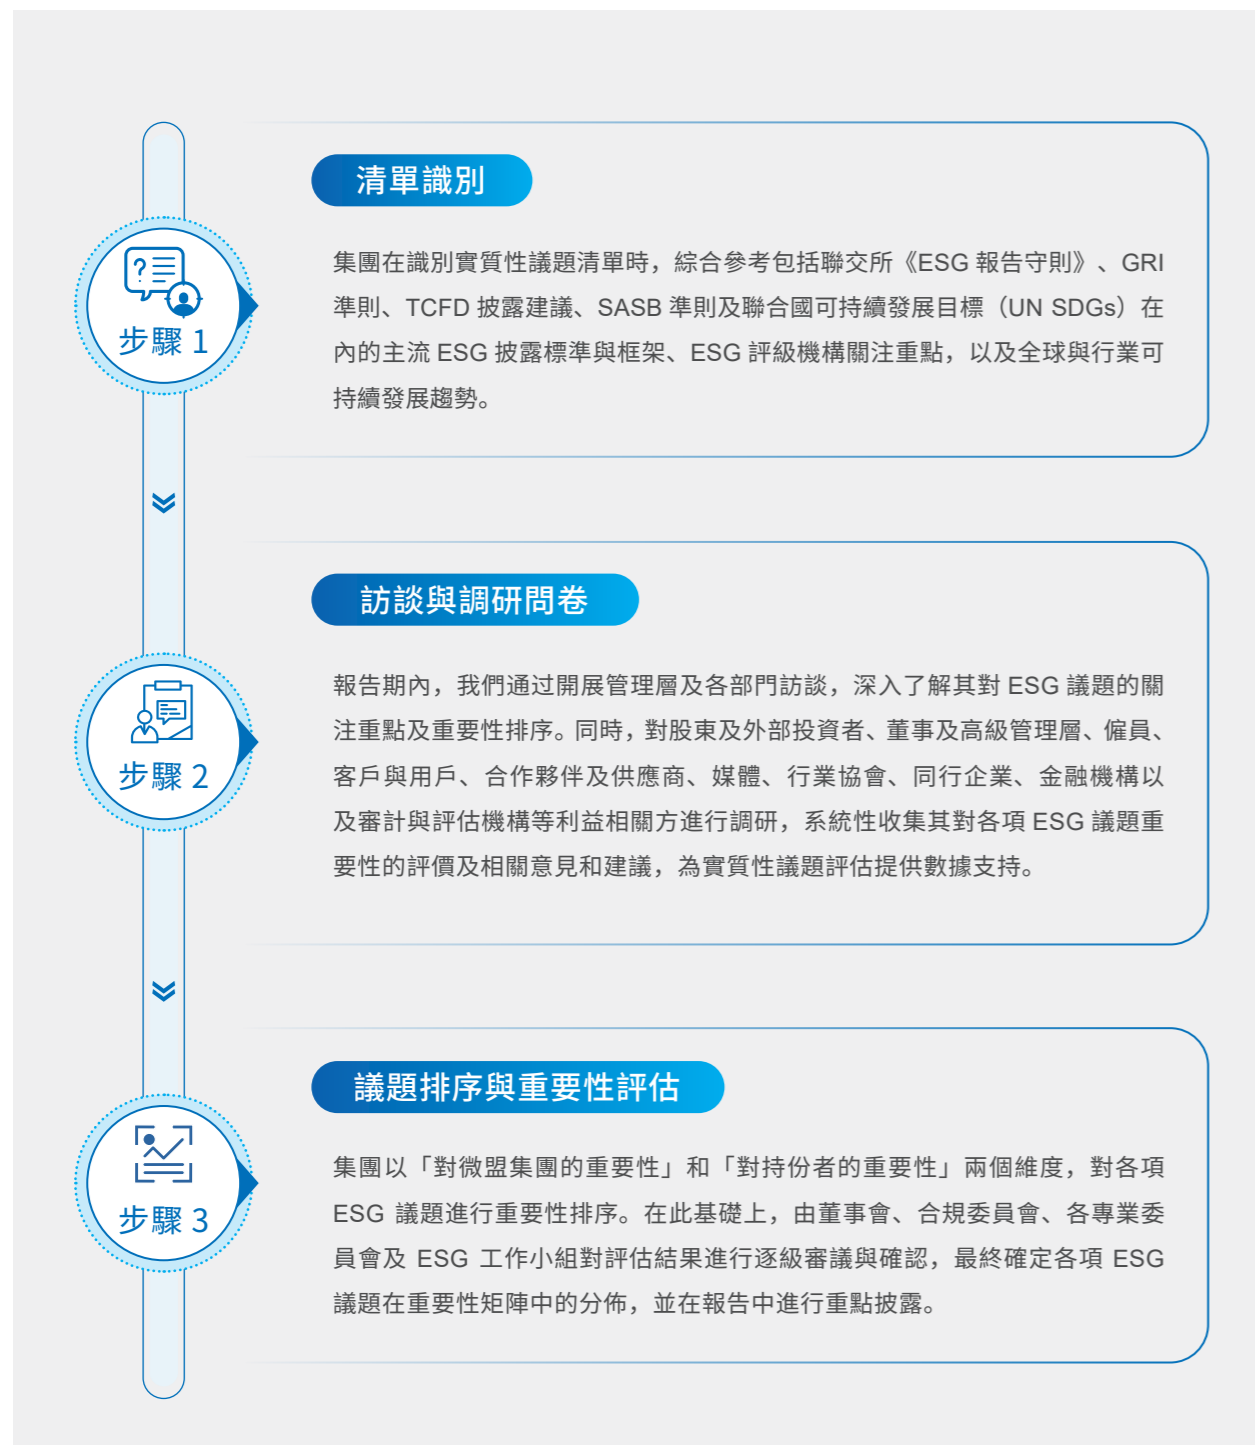 清單識別
集團在識別實質性議題清單時，綜合參考包括聯交所《ESG 報告守則》、GRI
準則、TCFD 披露建議、SASB 準則及聯合國可持續發展目標（UN SDGs）在
內的主流 ESG 披露標準與框架、ESG 評級機構關注重點，以及全球與行業可
持續發展趨勢。
步驟 1
訪談與調研問卷
報告期內，我們通过開展管理層及各部門訪談，深入了解其對 ESG 議題的關
注重點及重要性排序。同時，對股東及外部投資者、董事及高級管理層、僱員、
客戶與用戶、合作夥伴及供應商、媒體、行業協會、同行企業、金融機構以
及審計與評估機構等利益相關方進行調研，系統性收集其對各項 ESG 議題重
要性的評價及相關意見和建議，為實質性議題評估提供數據支持。
步驟 2
議題排序與重要性評估
集團以「對微盟集團的重要性」和「對持份者的重要性」兩個維度，對各項
ESG 議題進行重要性排序。在此基礎上，由董事會、合規委員會、各專業委
員會及 ESG 工作小組對評估結果進行逐級審議與確認，最終確定各項 ESG
議題在重要性矩陣中的分佈，並在報告中進行重點披露。
步驟 3